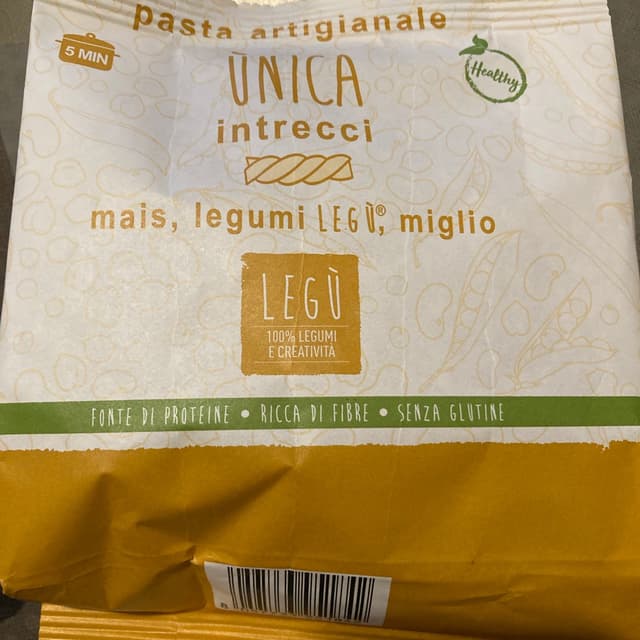 pasta artigianale
5 MIN
ÙNICA
Healthy
intrecci
mais, legumi LEGÙ®, miglio
LEGÙ
100% LEGUMI
E CREATIVITÀ
FONTE DI PROTEINE • RICCA DI FIBRE • SENZA GLUTINE